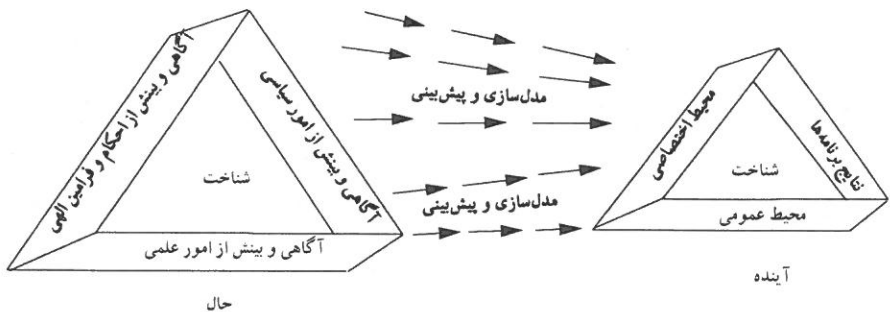 آگاهی و بینش از احکام و فرامین الهی
آگاهی و بینش از امور سیاسی
شناخت
آگاهی و بینش از امور علمی
حال
مدل‌سازی و پیش‌بینی
مدل‌سازی و پیش‌بینی
محیط اختصاصی
نتایج برنامه‌ها
شناخت
محیط عمومی
آینده